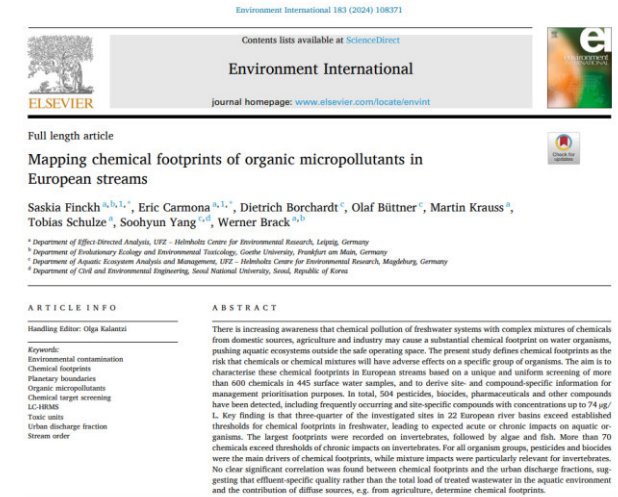 Environment International 183 (2024) 108371
Contents lists available at ScienceDirect
Environment International
journal homepage: www.elsevier.com/locate/envint
ELSEVIER
environment
INTERNATIONAL
Full length article
Check for
updates
Mapping chemical footprints of organic micropollutants in
European streams
Saskia Finckh a,b,1,*, Eric Carmona a,1,*, Dietrich Borchardt c, Olaf Büttner c, Martin Krauss a,
Tobias Schulze a, Soohyun Yang c,d, Werner Brack a,b
a Department of Effect-Directed Analysis, UFZ – Helmholtz Centre for Environmental Research, Leipzig, Germany
b Department of Evolutionary Ecology and Environmental Toxicology, Goethe University, Frankfurt am Main, Germany
c Department of Aquatic Ecosystem Analysis and Management, UFZ – Helmholtz Centre for Environmental Research, Magdeburg, Germany
d Department of Civil and Environmental Engineering, Seoul National University, Seoul, Republic of Korea
ARTICLE INFO
Handling Editor: Olga Kalantzi
Keywords:
Environmental contamination
Chemical footprints
Planetary boundaries
Organic micropollutants
Chemical target screening
LC-HRMS
Toxic units
Urban discharge fraction
Stream order
ABSTRACT
There is increasing awareness that chemical pollution of freshwater systems with complex mixtures of chemicals
from domestic sources, agriculture and industry may cause a substantial chemical footprint on water organisms,
pushing aquatic ecosystems outside the safe operating space. The present study defines chemical footprints as the
risk that chemicals or chemical mixtures will have adverse effects on a specific group of organisms. The aim is to
characterise these chemical footprints in European streams based on a unique and uniform screening of more
than 600 chemicals in 445 surface water samples, and to derive site- and compound-specific information for
management prioritisation purposes. In total, 504 pesticides, biocides, pharmaceuticals and other compounds
have been detected, including frequently occurring and site-specific compounds with concentrations up to 74 µg/
L. Key finding is that three-quarter of the investigated sites in 22 European river basins exceed established
thresholds for chemical footprints in freshwater, leading to expected acute or chronic impacts on aquatic or-
ganisms. The largest footprints were recorded on invertebrates, followed by algae and fish. More than 70
chemicals exceed thresholds of chronic impacts on invertebrates. For all organism groups, pesticides and biocides
were the main drivers of chemical footprints, while mixture impacts were particularly relevant for invertebrates.
No clear significant correlation was found between chemical footprints and the urban discharge fractions, sug-
gesting that effluent-specific quality rather than the total load of treated wastewater in the aquatic environment
and the contribution of diffuse sources, e.g. from agriculture, determine chemical footprints.